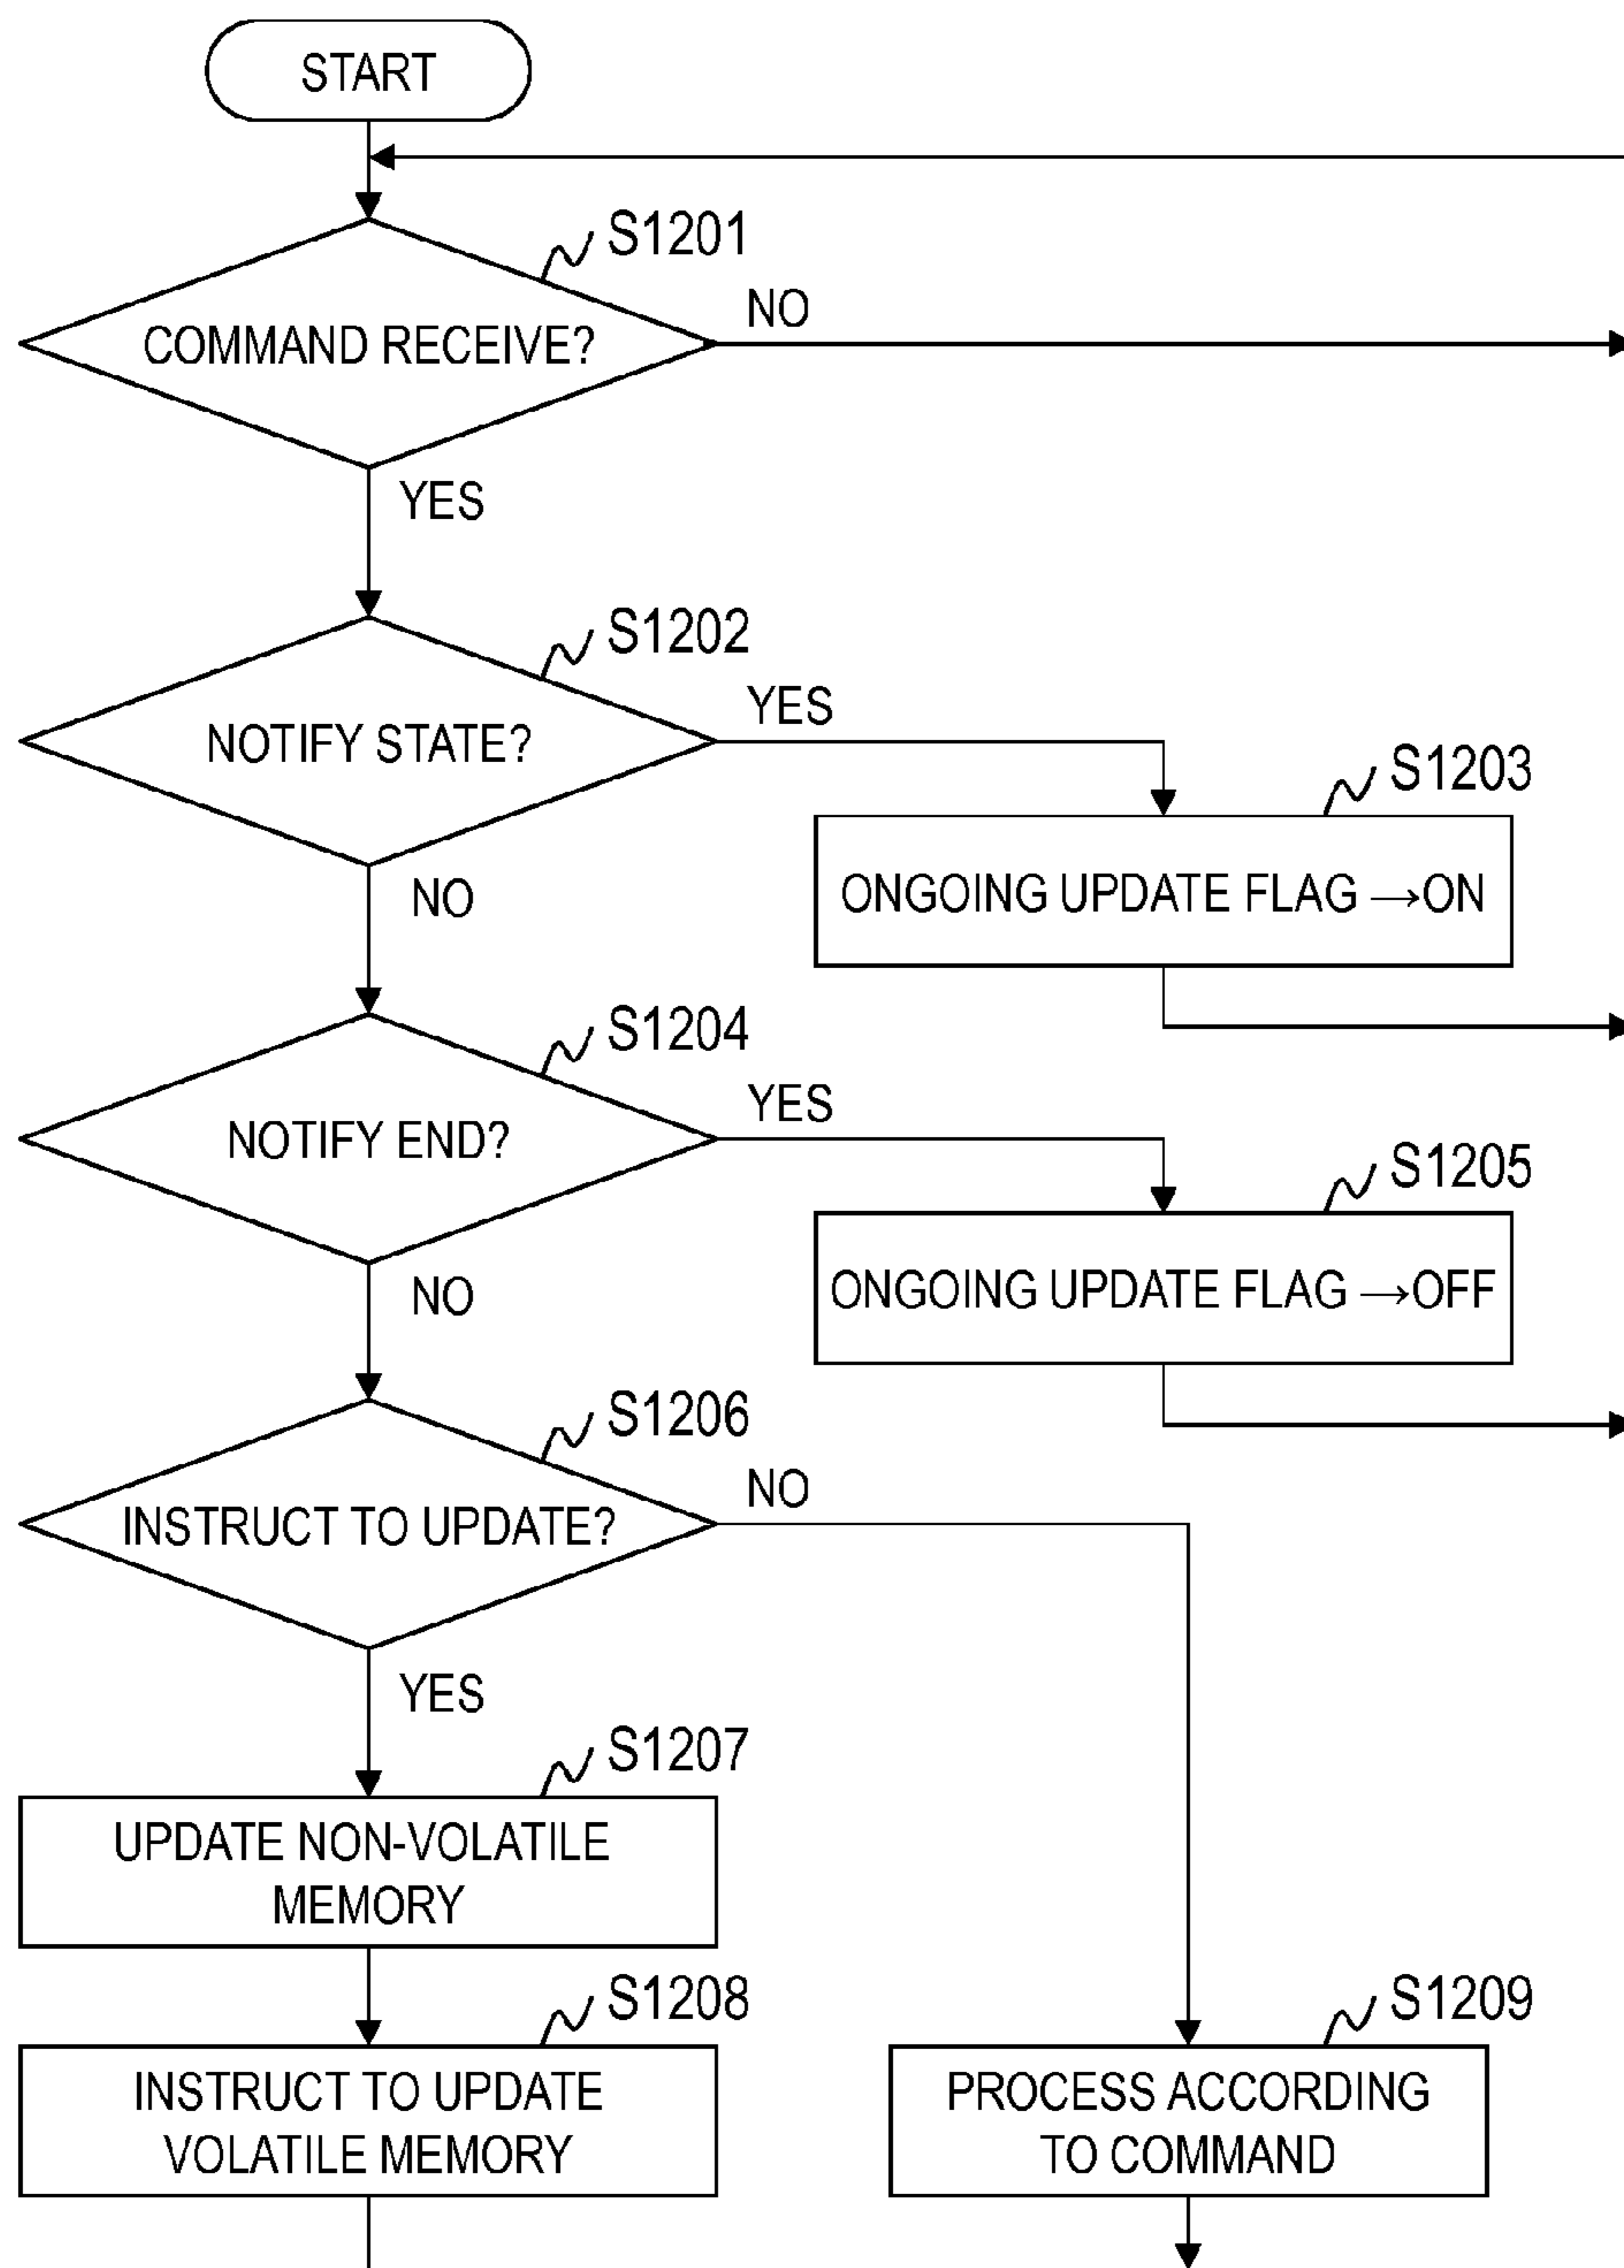 START
S1201
COMMAND RECEIVE?
NO
YES
S1202
NOTIFY STATE?
YES
NO
S1203
ONGOING UPDATE FLAG →ON
S1204
NOTIFY END?
YES
NO
S1205
ONGOING UPDATE FLAG →OFF
S1206
INSTRUCT TO UPDATE?
NO
YES
S1207
UPDATE NON-VOLATILE
MEMORY
S1208
INSTRUCT TO UPDATE
VOLATILE MEMORY
S1209
PROCESS ACCORDING
TO COMMAND